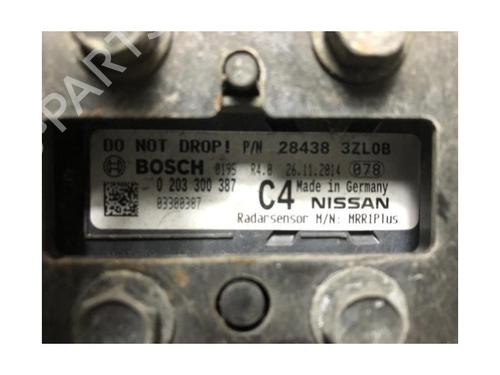 DO NOT DROP! P/N 28438 3ZL0B
BOSCH 0195 R4.0 26.11.2014 078
0 203 300 387 C4 Made in Germany
03300387 NISSAN
Radarsensor M/N: MRR1Plus